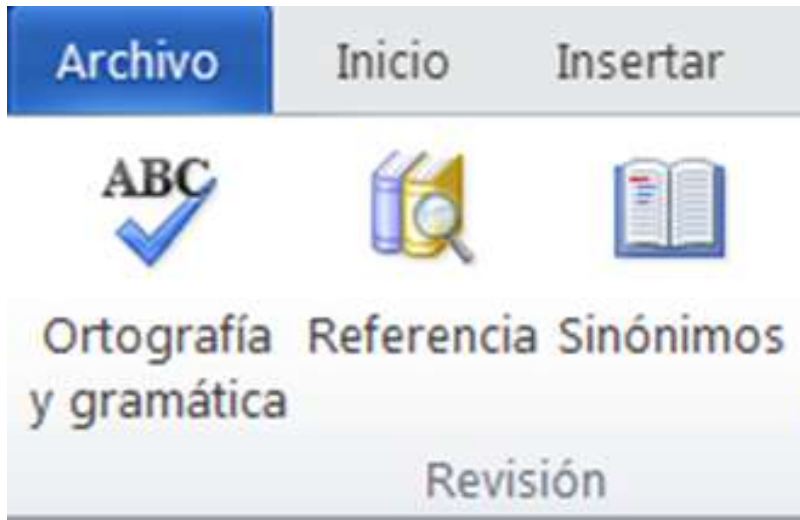 Archivo Inicio Insertar
ABC
Ortografía Referencia Sinónimos
y gramática
Revisión